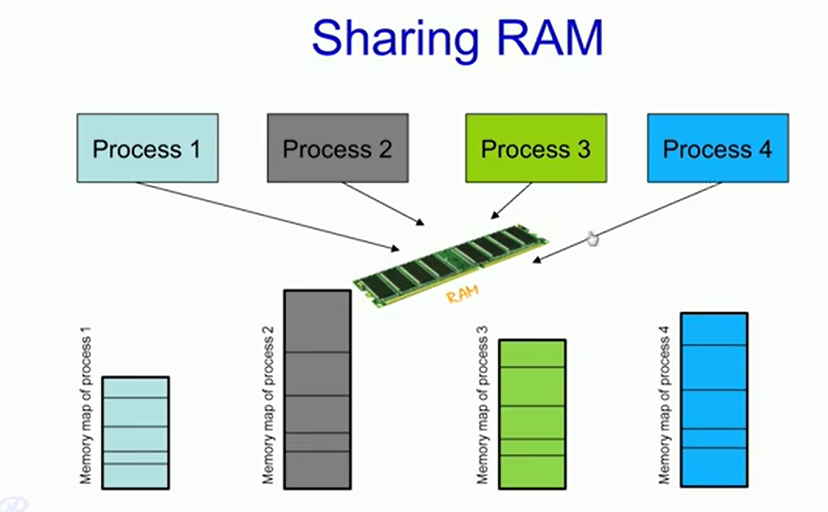 Sharing RAM
Process 1
Process 2
Process 3
Process 4
RAM
Memory map of process 1
Memory map of process 2
Memory map of process 3
Memory map of process 4